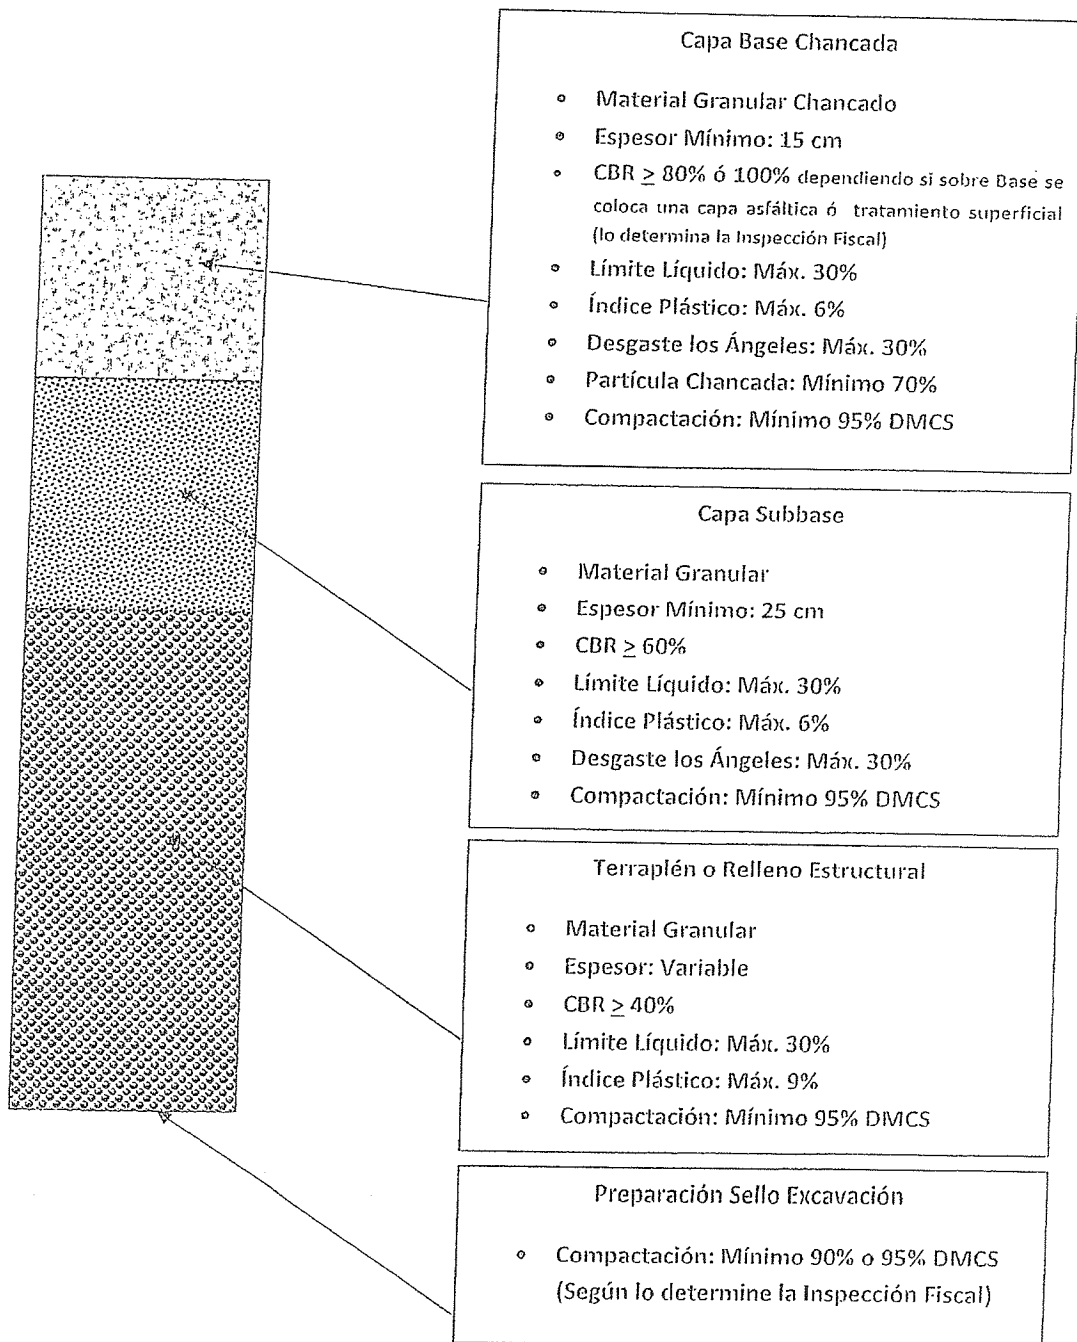 Capa Base Chancada
• Material Granular Chancado
• Espesor Mínimo: 15 cm
• CBR ≥ 80% ó 100% dependiendo si sobre Base se
coloca una capa asfáltica ó tratamiento superficial
(lo determina la Inspección Fiscal)
• Límite Líquido: Máx. 30%
• Índice Plástico: Máx. 6%
• Desgaste los Ángeles: Máx. 30%
• Partícula Chancada: Mínimo 70%
• Compactación: Mínimo 95% DMCS
Capa Subbase
• Material Granular
• Espesor Mínimo: 25 cm
• CBR ≥ 60%
• Límite Líquido: Máx. 30%
• Índice Plástico: Máx. 6%
• Desgaste los Ángeles: Máx. 30%
• Compactación: Mínimo 95% DMCS
Terraplén o Relleno Estructural
• Material Granular
• Espesor: Variable
• CBR ≥ 40%
• Límite Líquido: Máx. 30%
• Índice Plástico: Máx. 9%
• Compactación: Mínimo 95% DMCS
Preparación Sello Excavación
• Compactación: Mínimo 90% o 95% DMCS
(Según lo determine la Inspección Fiscal)